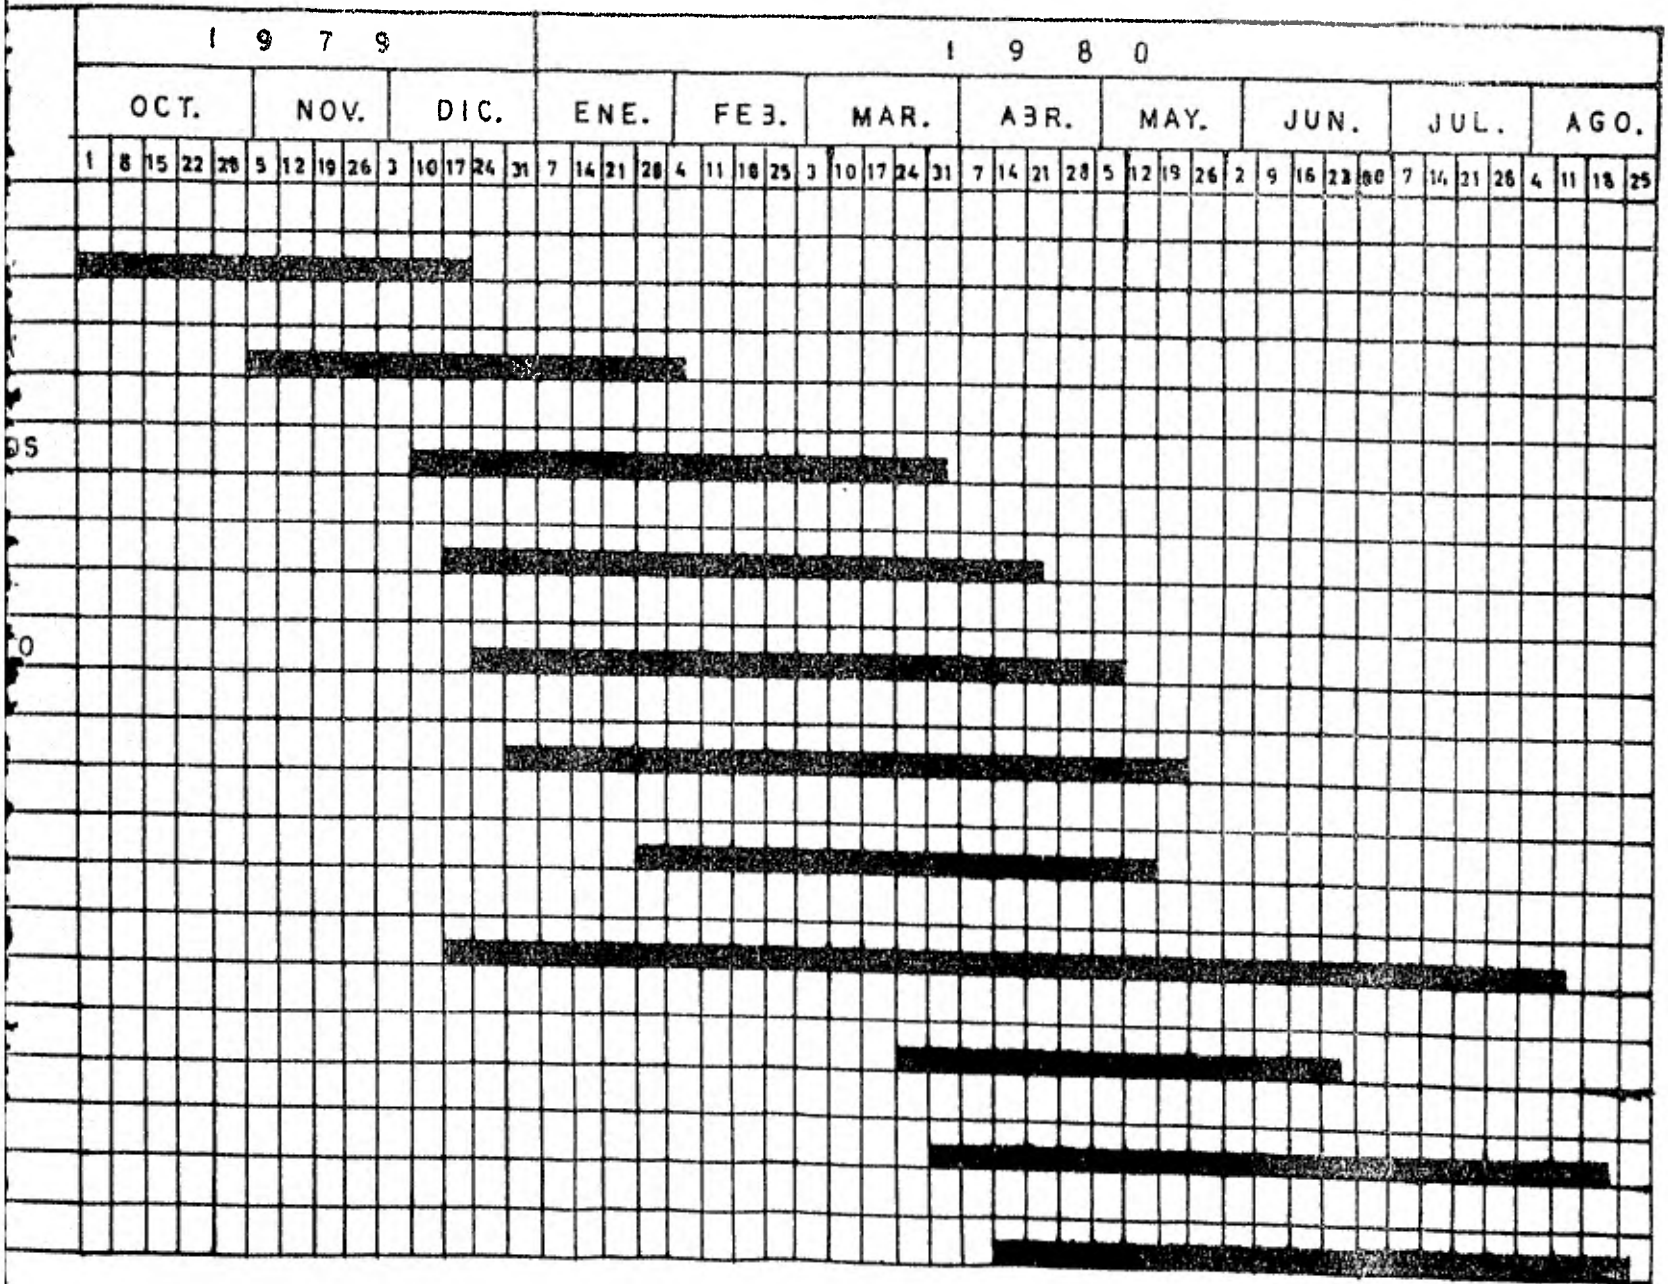 1 9 7 9 1 9 8 0
OCT. NOV. DIC. ENE. FEB. MAR. ABR. MAY. JUN. JUL. AGO.
1 8 15 22 29 5 12 19 26 3 10 17 24 31 7 14 21 28 4 11 18 25 3 10 17 24 31 7 14 21 28 5 12 19 26 2 9 16 23 30 7 14 21 28 4 11 18 25
OS
O